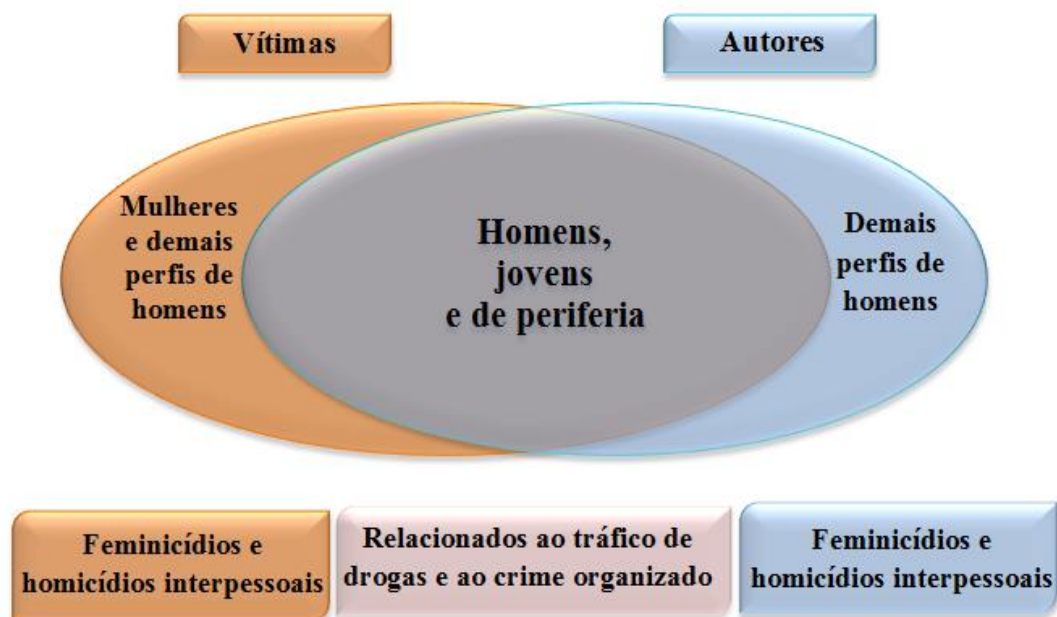 Vítimas
Autores
Mulheres
e demais
perfis de
homens
Homens,
jovens
e de periferia
Demais
perfis de
homens
Feminicídios e
homicídios interpessoais
Relacionados ao tráfico de
drogas e ao crime organizado
Feminicídios e
homicídios interpessoais